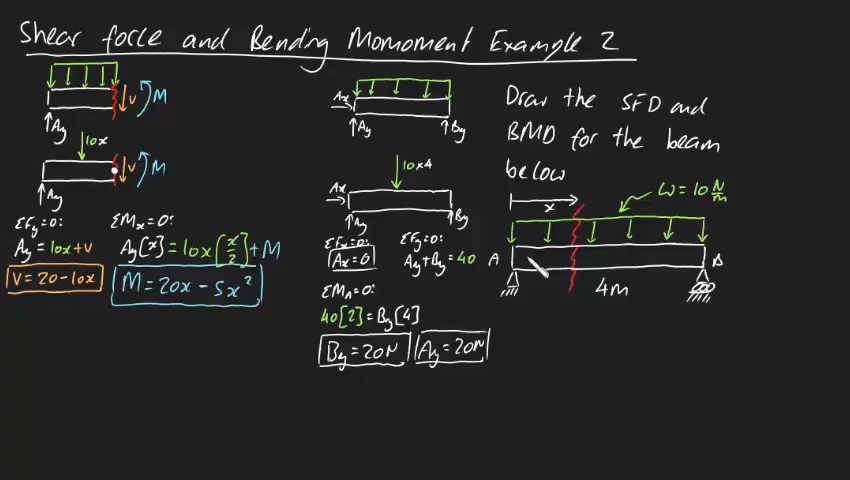 Shear force and Bending Momoment Example 2
V M
Ay
10x
V M
Ay
ΣFy=0:
Ay=10x+V
V=20-10x
ΣMx=0:
Ay[x]=10x[x/2]+M
M=20x-5x²
Ax
Ay By
10×4
Ax
Ay By
ΣFx=0:
Ax=0
ΣFy=0:
Ay+By=40
ΣMA=0:
40[2]=By[4]
By=20N Ay=20N
Draw the SFD and
BMD for the beam
below
ω=10 N/m
x
A B
4m